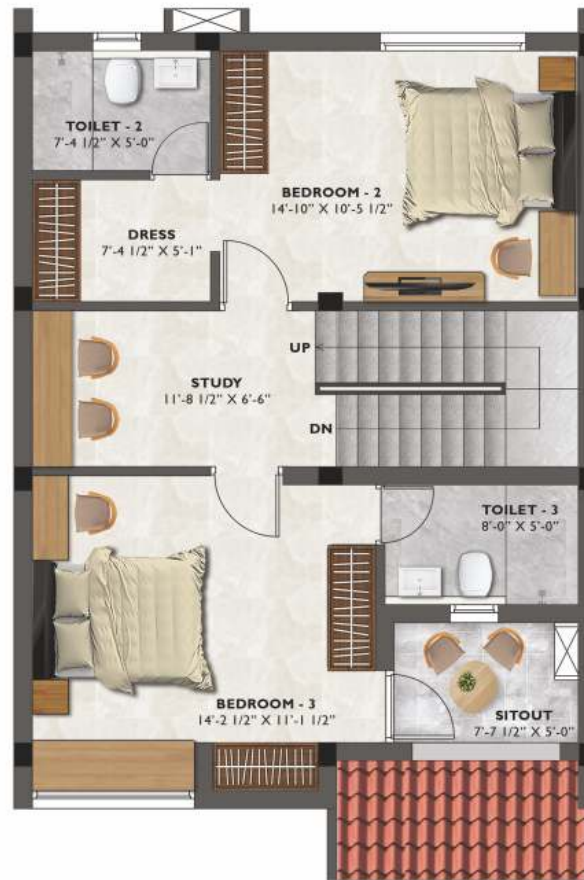 TOILET - 2
7'-4 1/2" X 5'-0"
BEDROOM - 2
14'-10" X 10'-5 1/2"
DRESS
7'-4 1/2" X 5'-1"
UP
STUDY
11'-8 1/2" X 6'-6"
DN
TOILET - 3
8'-0" X 5'-0"
BEDROOM - 3
14'-2 1/2" X 11'-1 1/2"
SITOUT
7'-7 1/2" X 5'-0"